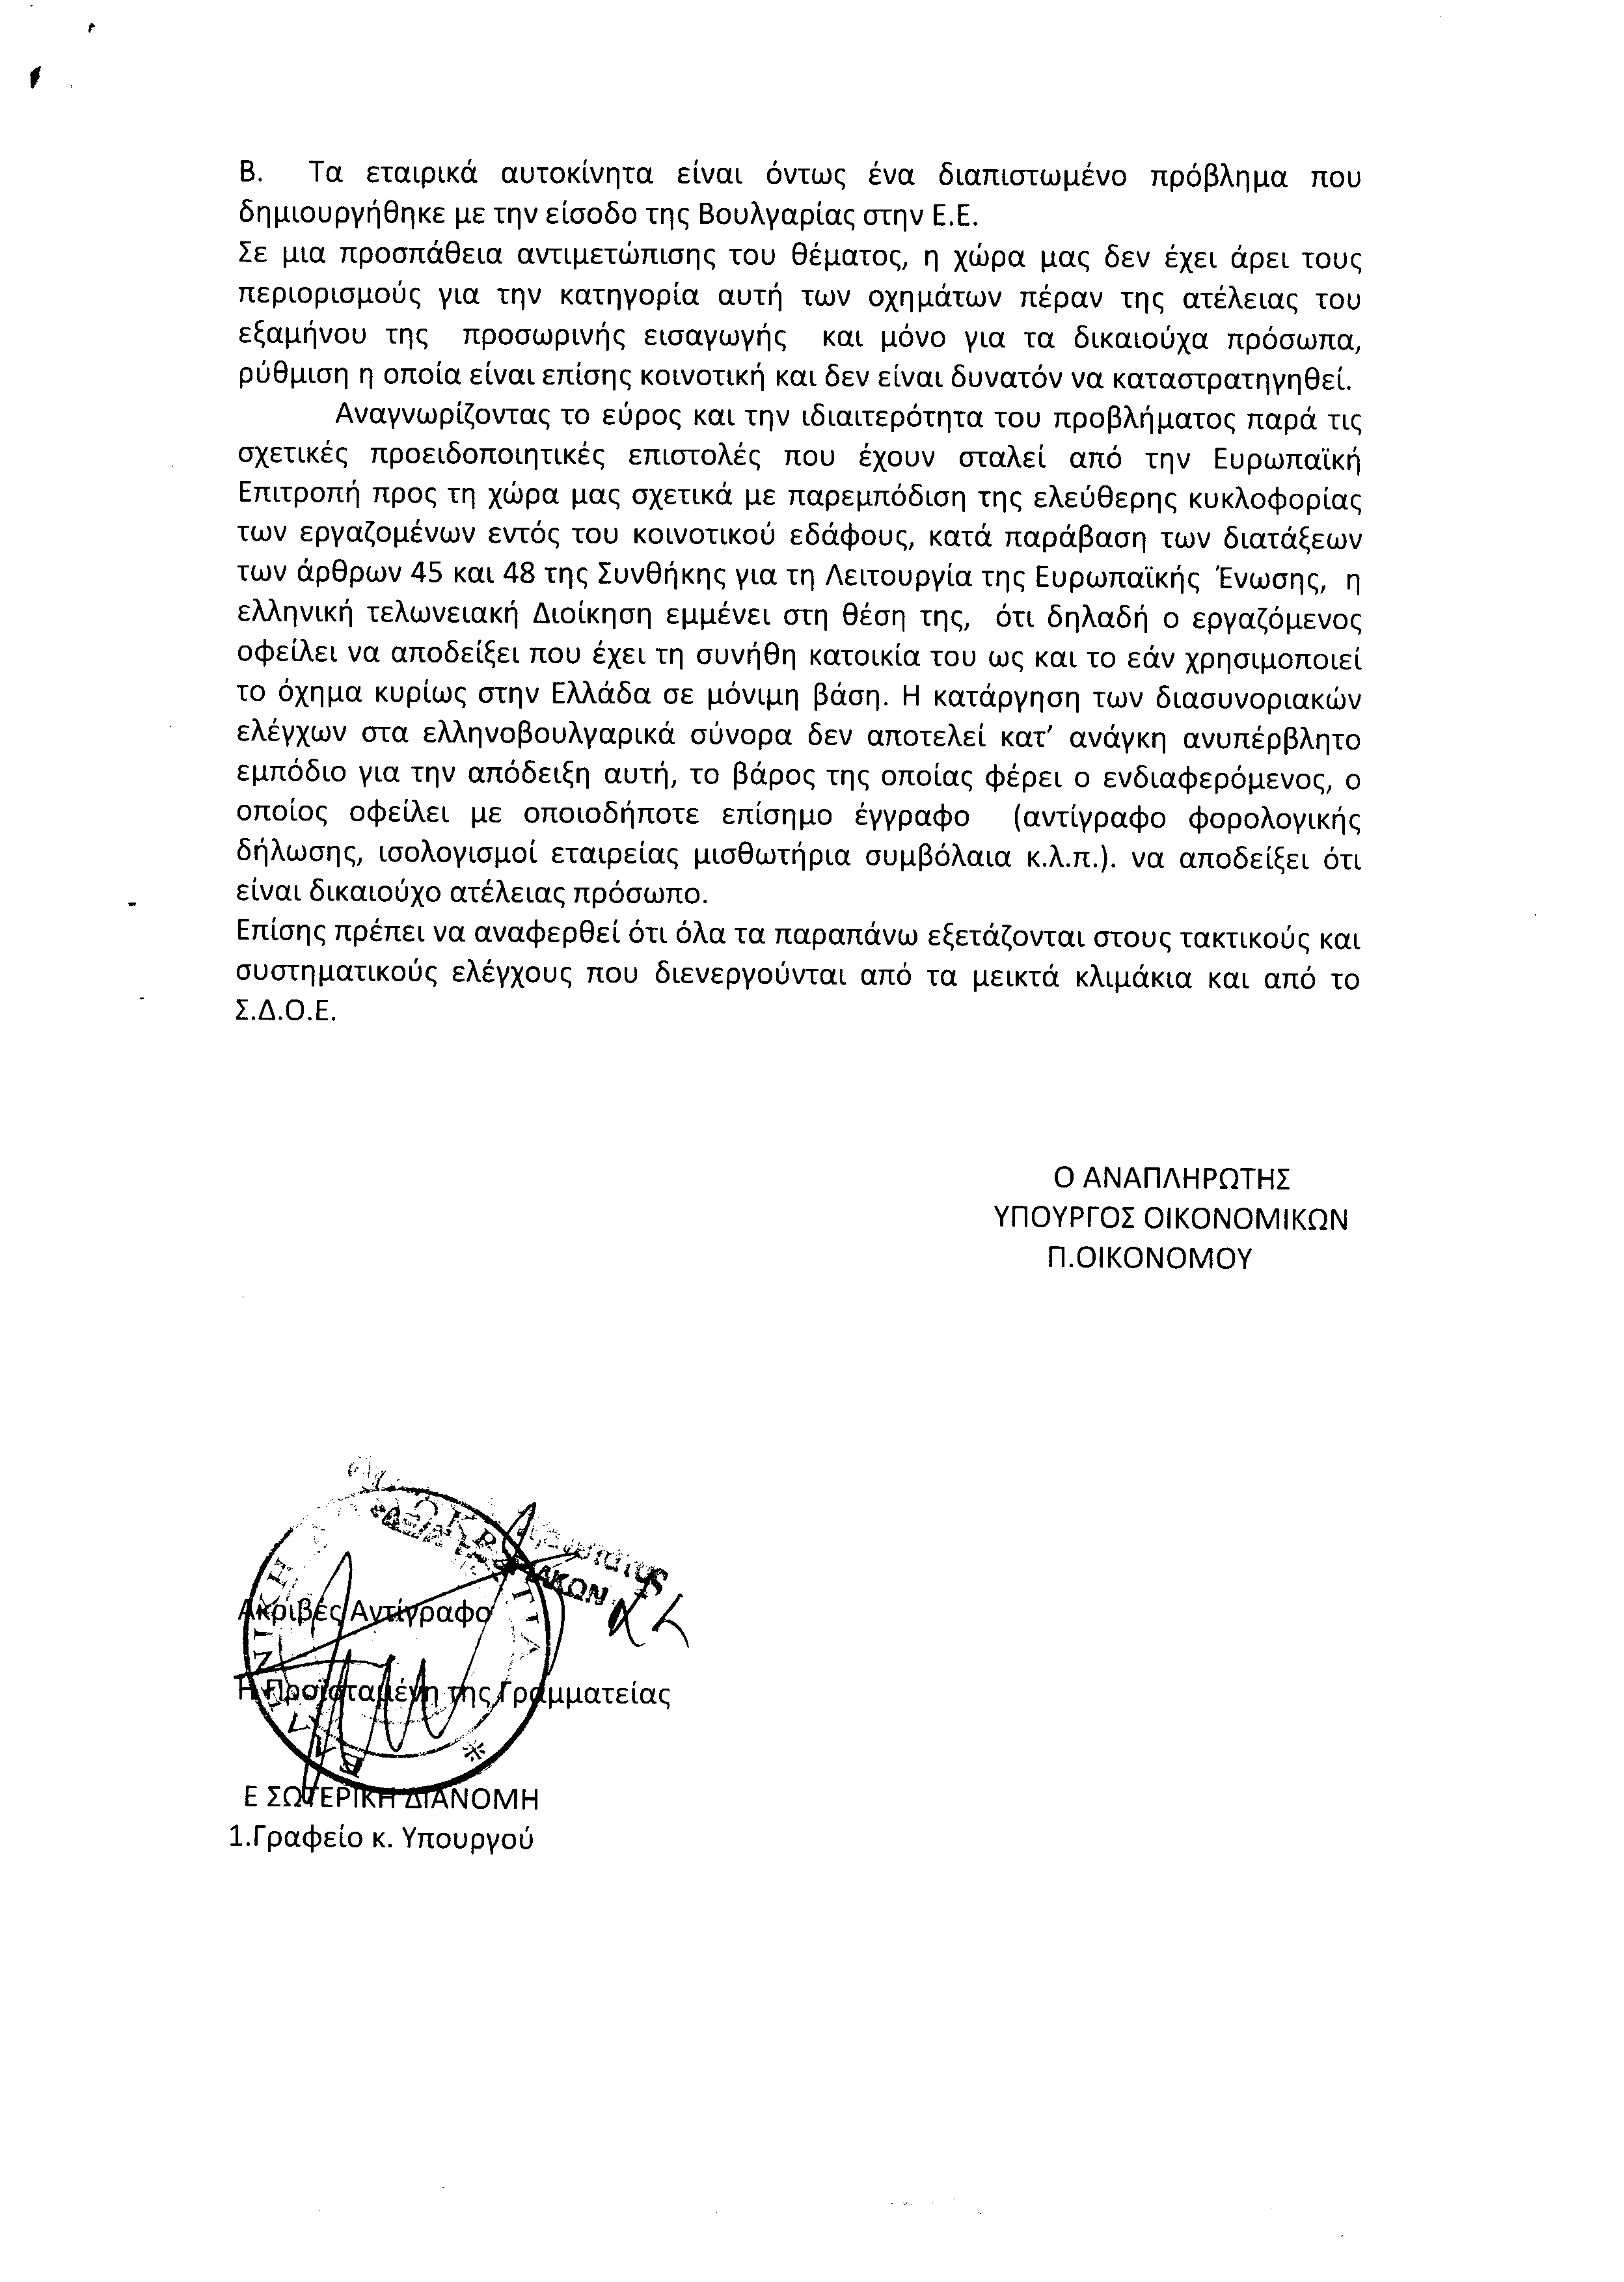 Β. Τα εταιρικά αυτοκίνητα είναι όντως ένα διαπιστωμένο πρόβλημα που
δημιουργήθηκε με την είσοδο της Βουλγαρίας στην Ε.Ε.
Σε μια προσπάθεια αντιμετώπισης του θέματος, η χώρα μας δεν έχει άρει τους
περιορισμούς για την κατηγορία αυτή των οχημάτων πέραν της ατέλειας του
εξαμήνου της προσωρινής εισαγωγής και μόνο για τα δικαιούχα πρόσωπα,
ρύθμιση η οποία είναι επίσης κοινοτική και δεν είναι δυνατόν να καταστρατηγηθεί.
Αναγνωρίζοντας το εύρος και την ιδιαιτερότητα του προβλήματος παρά τις
σχετικές προειδοποιητικές επιστολές που έχουν σταλεί από την Ευρωπαϊκή
Επιτροπή προς τη χώρα μας σχετικά με παρεμπόδιση της ελεύθερης κυκλοφορίας
των εργαζομένων εντός του κοινοτικού εδάφους, κατά παράβαση των διατάξεων
των άρθρων 45 και 48 της Συνθήκης για τη Λειτουργία της Ευρωπαϊκής Ένωσης, η
ελληνική τελωνειακή Διοίκηση εμμένει στη θέση της, ότι δηλαδή ο εργαζόμενος
οφείλει να αποδείξει που έχει τη συνήθη κατοικία του ως και το εάν χρησιμοποιεί
το όχημα κυρίως στην Ελλάδα σε μόνιμη βάση. Η κατάργηση των διασυνοριακών
ελέγχων στα ελληνοβουλγαρικά σύνορα δεν αποτελεί κατ’ ανάγκη ανυπέρβλητο
εμπόδιο για την απόδειξη αυτή, το βάρος της οποίας φέρει ο ενδιαφερόμενος, ο
οποίος οφείλει με οποιοδήποτε επίσημο έγγραφο (αντίγραφο φορολογικής
δήλωσης, ισολογισμοί εταιρείας μισθωτήρια συμβόλαια κ.λ.π.). να αποδείξει ότι
είναι δικαιούχο ατέλειας πρόσωπο.
Επίσης πρέπει να αναφερθεί ότι όλα τα παραπάνω εξετάζονται στους τακτικούς και
συστηματικούς ελέγχους που διενεργούνται από τα μεικτά κλιμάκια και από το
Σ.Δ.Ο.Ε.
Ο ΑΝΑΠΛΗΡΩΤΗΣ
ΥΠΟΥΡΓΟΣ ΟΙΚΟΝΟΜΙΚΩΝ
Π.ΟΙΚΟΝΟΜΟΥ
Ακριβές Αντίγραφο
Η Προϊσταμένη της Γραμματείας
Ε ΣΩΤΕΡΙΚΗ ΔΙΑΝΟΜΗ
1.Γραφείο κ. Υπουργού